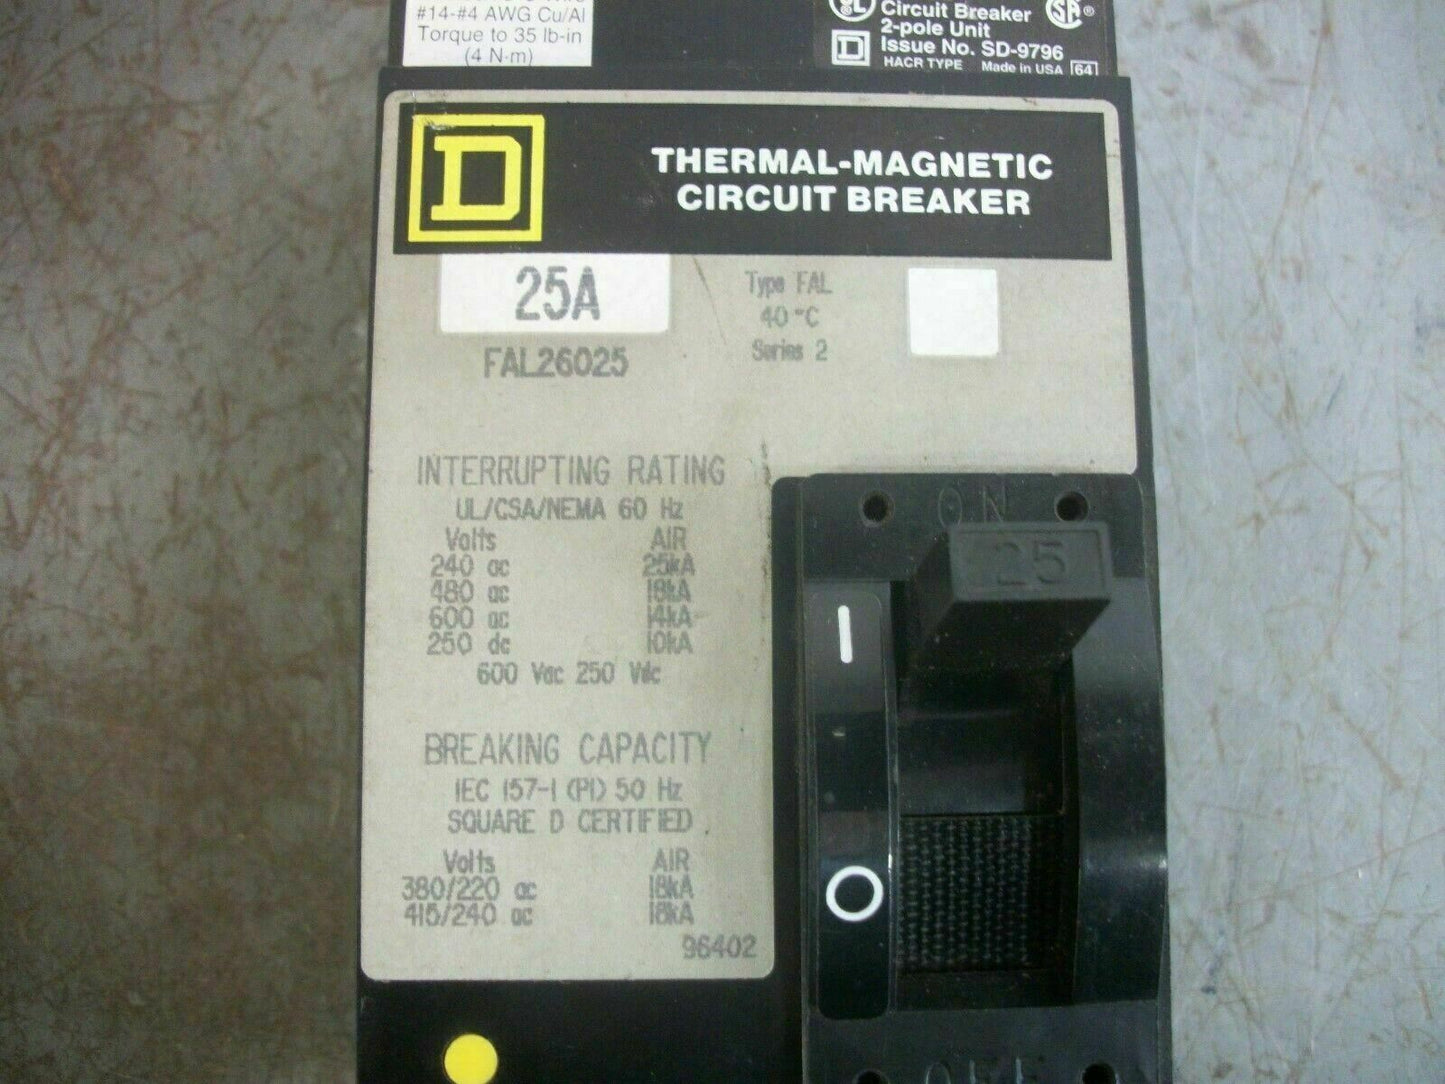 #14-#4 AWG Cu/Al
Torque to 35 lb-in
(4 N·m)
UL
Circuit Breaker
2-pole Unit
Issue No. SD-9796
HACR TYPE Made in USA 64
SA®
D
D
THERMAL-MAGNETIC
CIRCUIT BREAKER
25A
FAL26025
Type FAL
40°C
Series 2
INTERRUPTING RATING
UL/CSA/NEMA 60 Hz
Volts AIR
240 ac 25kA
480 ac 18kA
600 ac 14kA
250 dc 10kA
600 Vac 250 Vdc
BREAKING CAPACITY
IEC 157-1 (P1) 50 Hz
SQUARE D CERTIFIED
Volts AIR
380/220 ac 18kA
415/240 ac 18kA
96402
ON
25
I
O
OFF